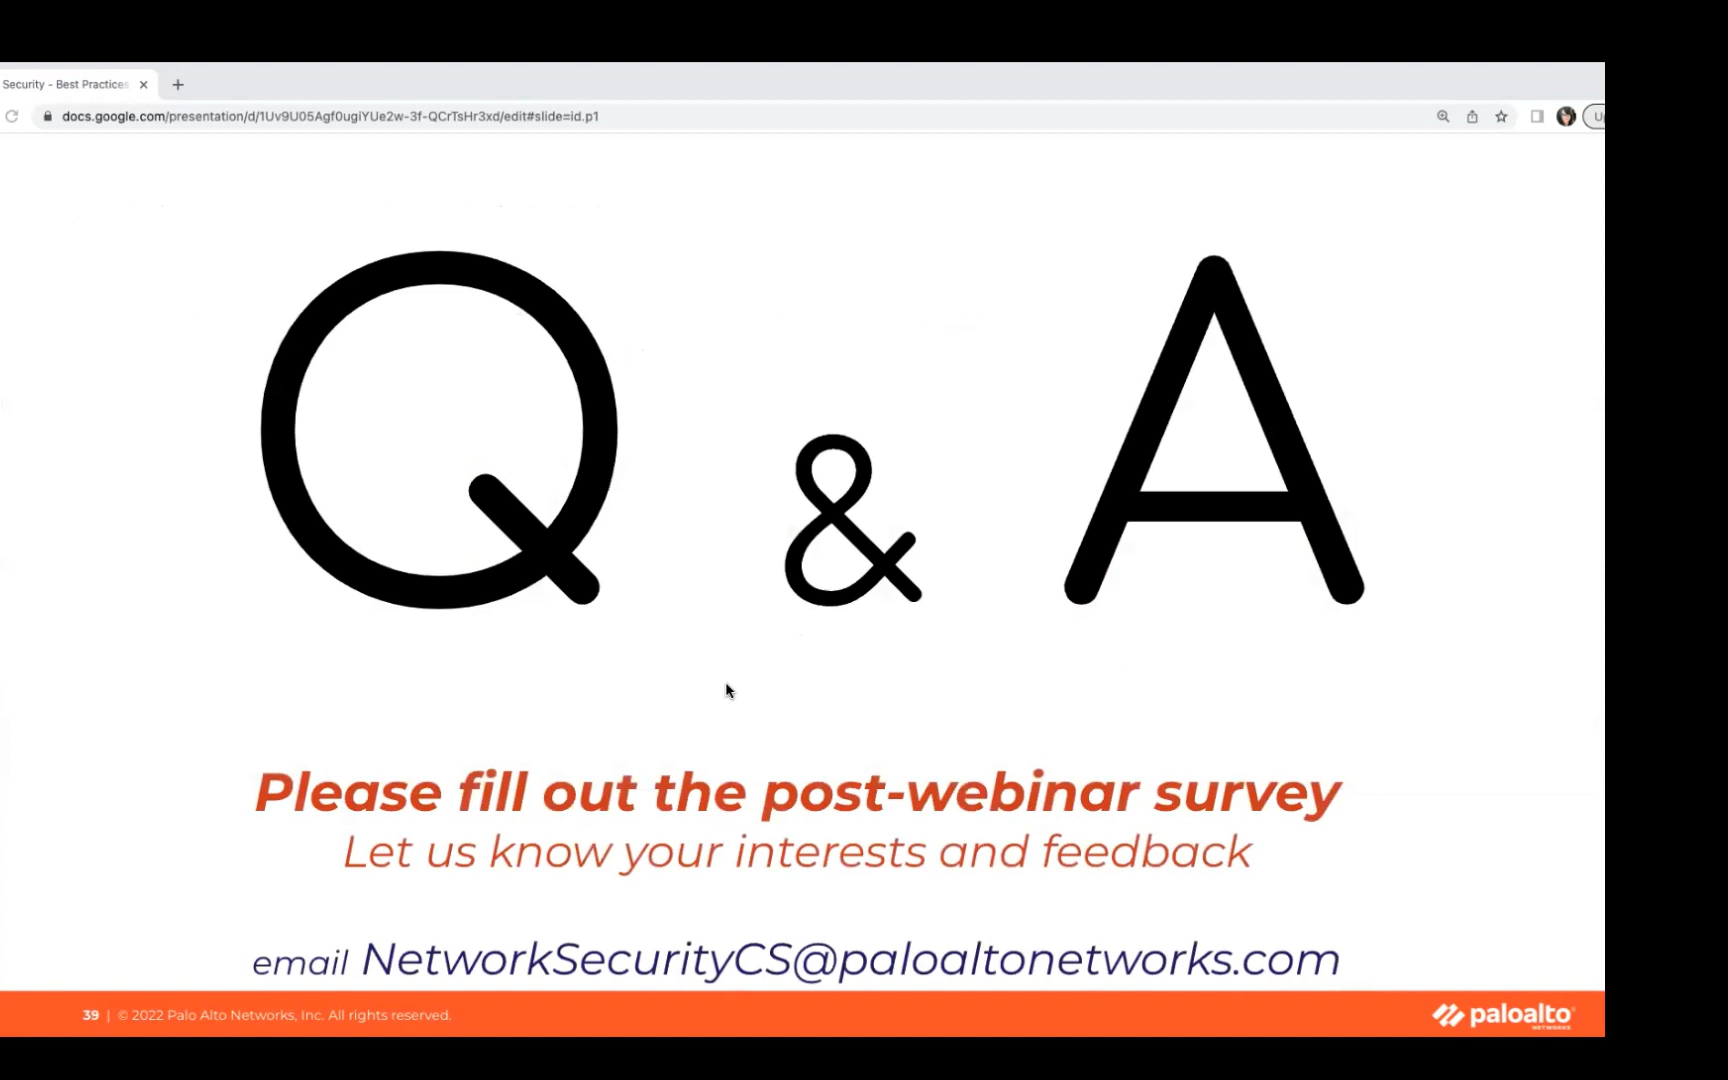 Security - Best Practices
docs.google.com/presentation/d/1Uv9U05Agf0ugiYUe2w-3f-QCrTsHr3xd/edit#slide=id.p1
Q & A
Please fill out the post-webinar survey
Let us know your interests and feedback
email NetworkSecurityCS@paloaltonetworks.com
39 | © 2022 Palo Alto Networks, Inc. All rights reserved.
paloalto
NETWORKS